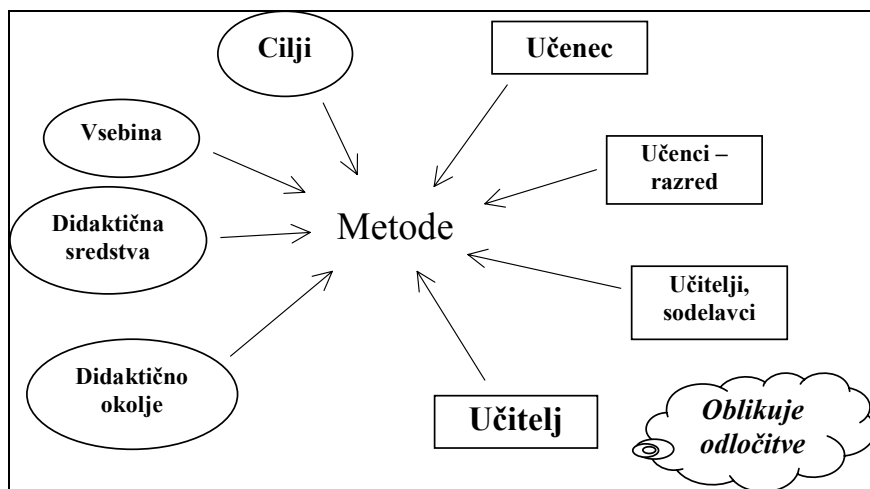 Cilji
Učenec
Vsebina
Učenci –
razred
Didaktična
sredstva
Metode
Učitelji,
sodelavci
Didaktično
okolje
Učitelj
Oblikuje
odločitve